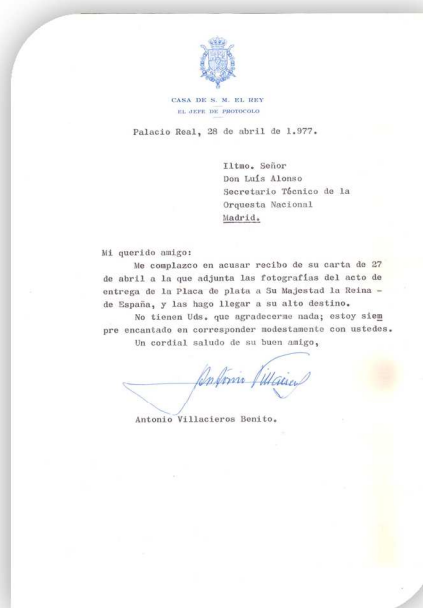 CASA DE S. M. EL REY
EL JEFE DE PROTOCOLO
Palacio Real, 28 de abril de 1.977.
Iltmo. Señor
Don Luís Alonso
Secretario Técnico de la
Orquesta Nacional
Madrid.
Mi querido amigo:
Me complazco en acusar recibo de su carta de 27
de abril a la que adjunta las fotografías del acto de
entrega de la Placa de plata a Su Majestad la Reina -
de España, y las hago llegar a su alto destino.
No tienen Uds. que agradecerme nada; estoy siem
pre encantado en corresponder modestamente con ustedes.
Un cordial saludo de su buen amigo,
Antonio Villacieros
Antonio Villacieros Benito.